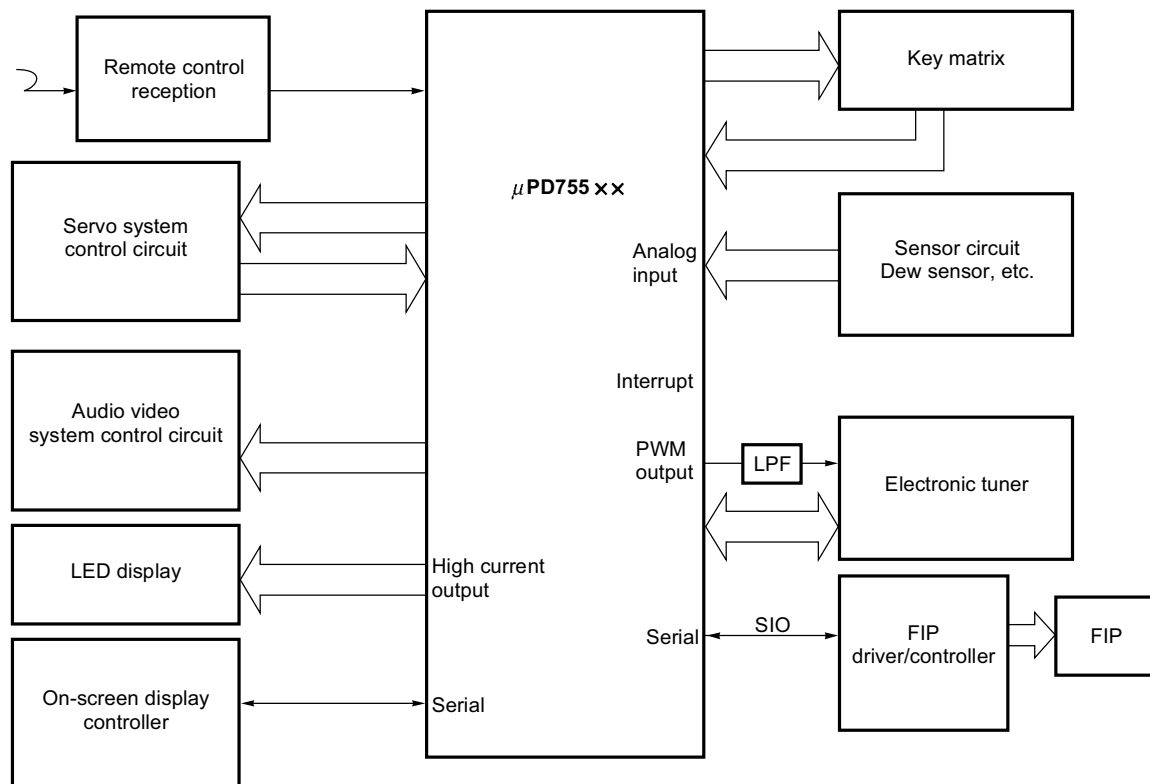 Remote control
reception
Key matrix
μPD755××
Servo system
control circuit
Analog
input
Sensor circuit
Dew sensor, etc.
Interrupt
Audio video
system control circuit
PWM
output
LPF
Electronic tuner
LED display
High current
output
Serial
SIO
FIP
driver/controller
FIP
On-screen display
controller
Serial